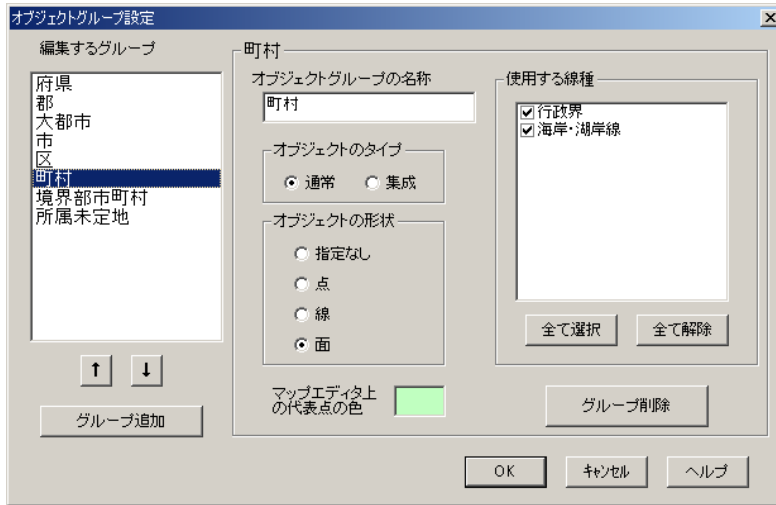 オブジェクトグループ設定
編集するグループ
府県
郡
大都市
市
区
町村
境界部市町村
所属未定地
↑ ↓
グループ追加
町村
オブジェクトグループの名称
町村
オブジェクトのタイプ
通常 集成
オブジェクトの形状
指定なし
点
線
面
マップエディタ上
の代表点の色
使用する線種
行政界
海岸・湖岸線
全て選択 全て解除
グループ削除
OK キャンセル ヘルプ